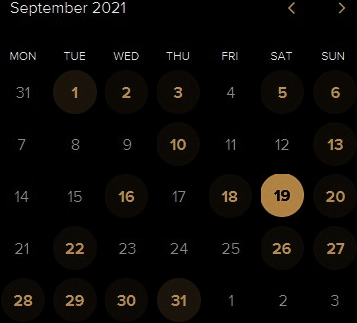 September 2021
MON TUE WED THU FRI SAT SUN
31 1 2 3 4 5 6
7 8 9 10 11 12 13
14 15 16 17 18 19 20
21 22 23 24 25 26 27
28 29 30 31 1 2 3